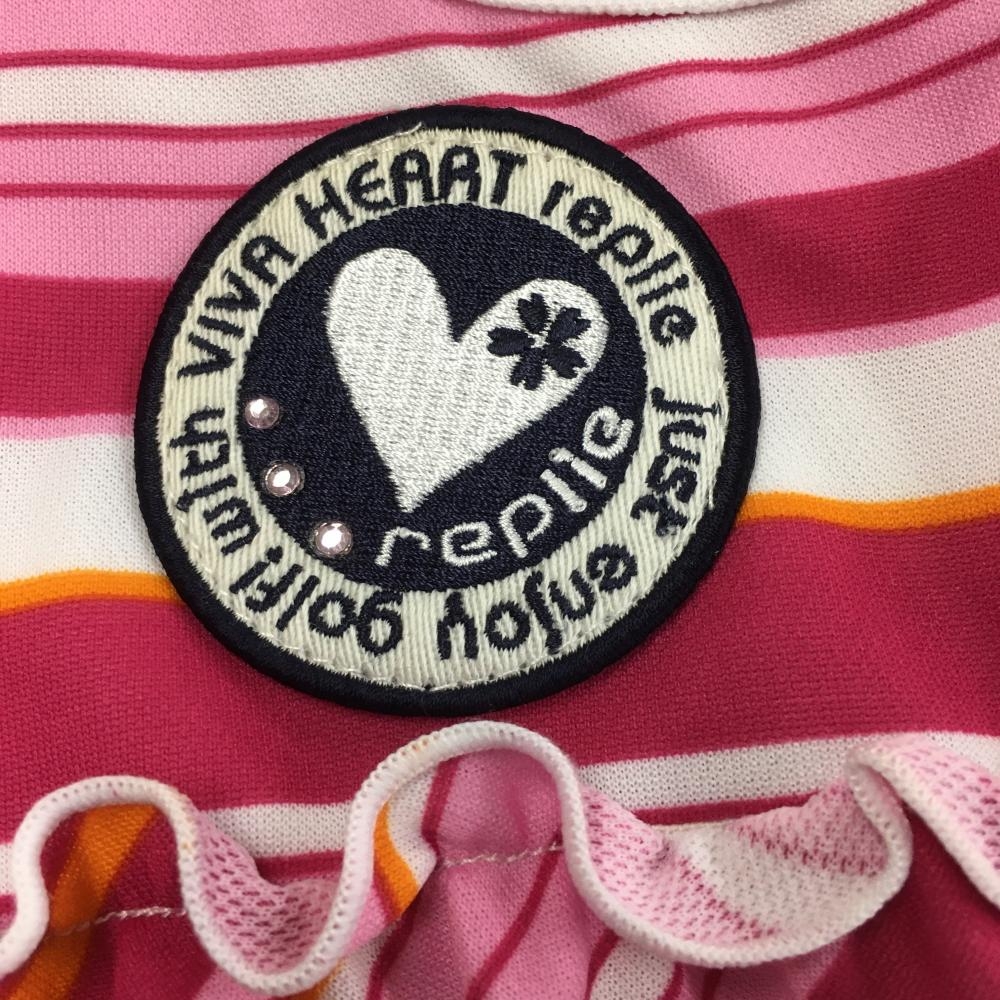 VIVA HEART replie
Just enjoy golf! with
replie